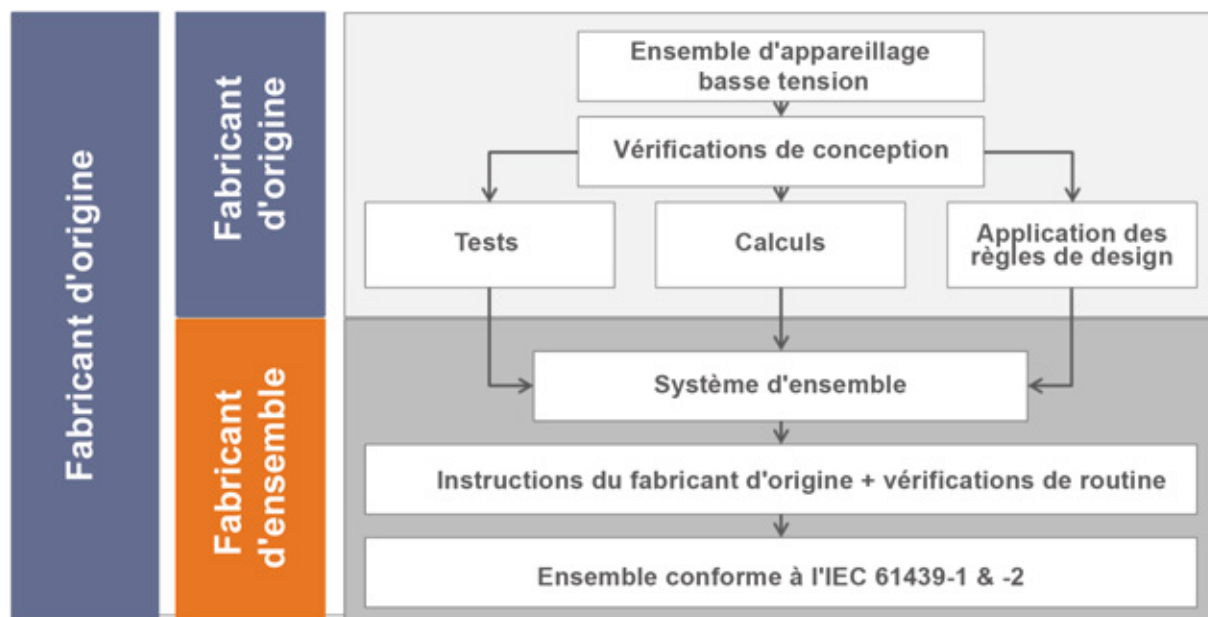 Fabricant d'origine
Fabricant
d'origine
Fabricant
d'ensemble
Ensemble d'appareillage
basse tension
Vérifications de conception
Tests
Calculs
Application des
règles de design
Système d'ensemble
Instructions du fabricant d'origine + vérifications de routine
Ensemble conforme à l'IEC 61439-1 & -2